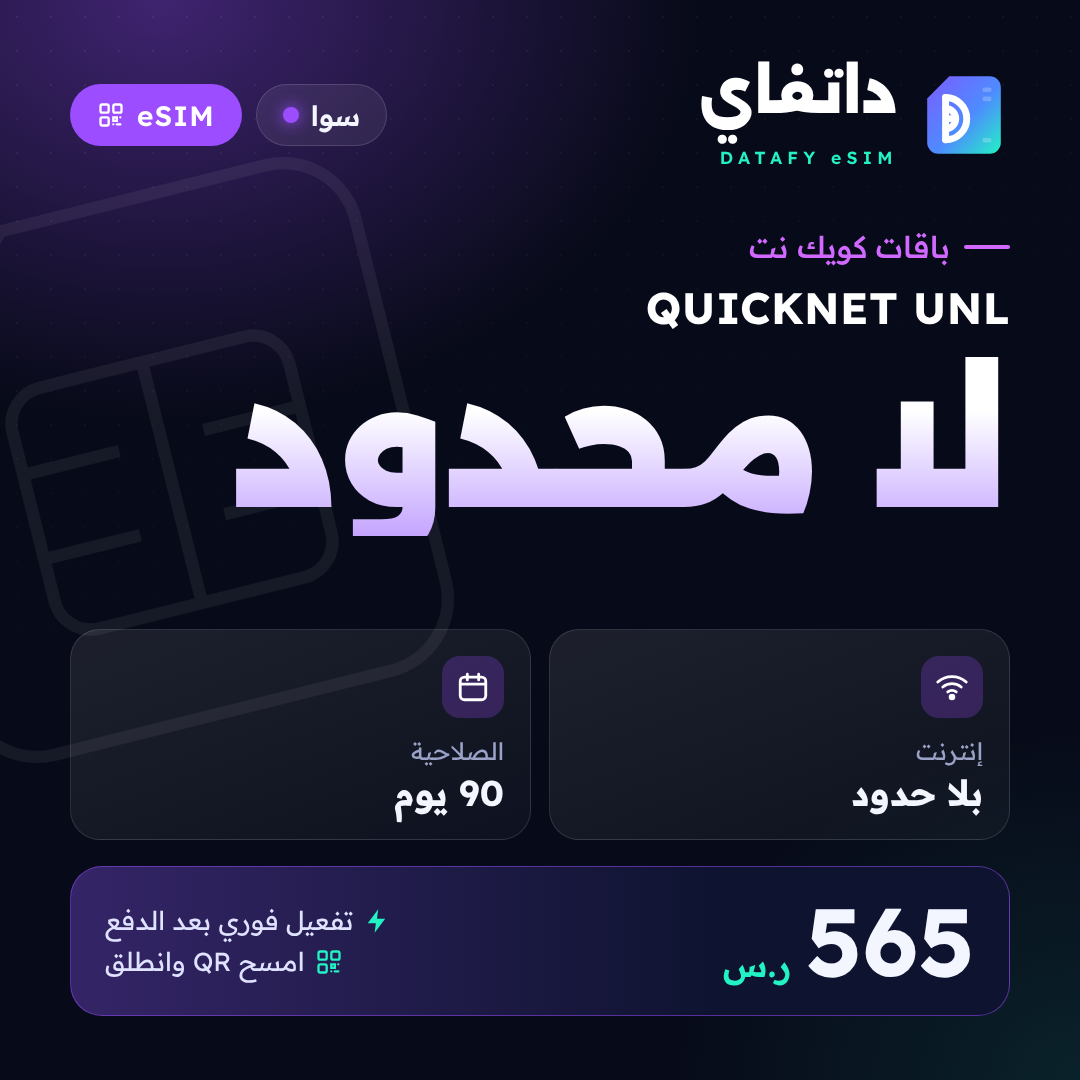 داتفاي
DATAFY eSIM
سوا
eSIM
باقات كويك نت
QUICKNET UNL
لا محدود
إنترنت
بلا حدود
الصلاحية
90 يوم
565 ر.س
تفعيل فوري بعد الدفع
امسح QR وانطلق